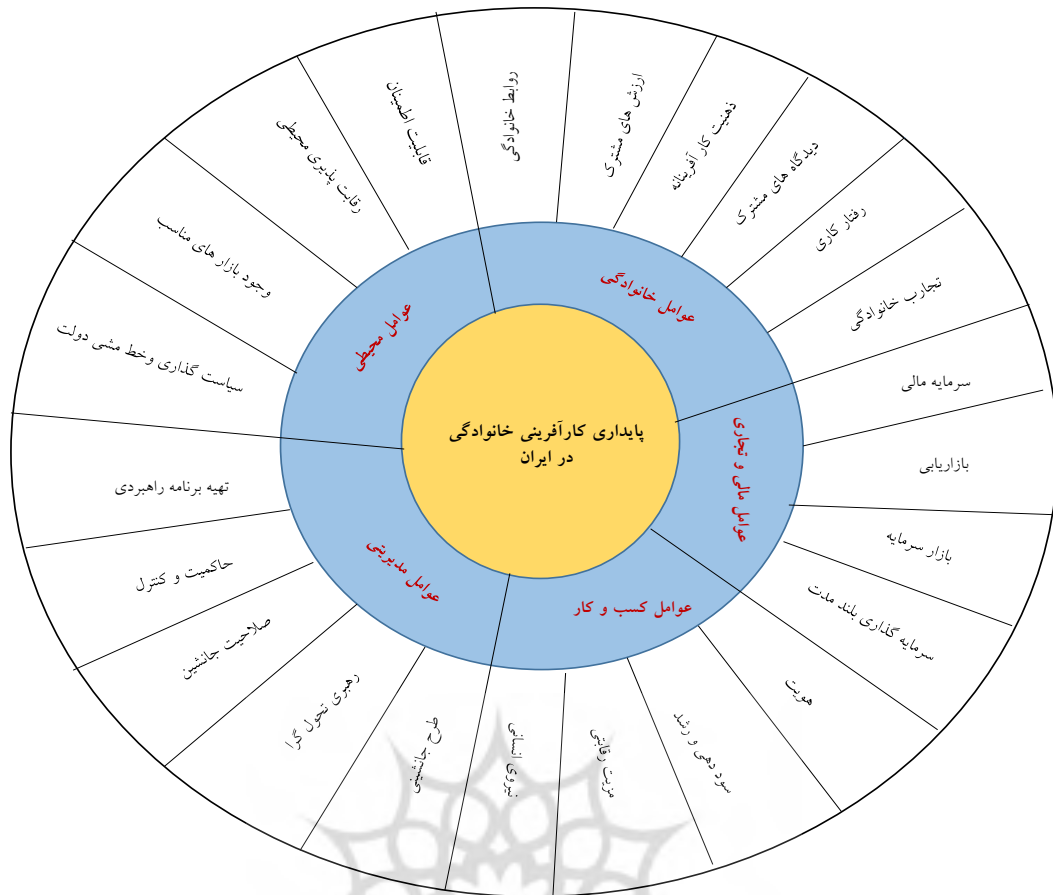 پایداری کارآفرینی خانوادگی
در ایران
عوامل خانوادگی
روابط خانوادگی
ارزش های مشترک
ذهنیت کار آفرینانه
دیدگاه های مشترک
رفتار کاری
تجارب خانوادگی
عوامل مالی و تجاری
سرمایه مالی
بازاریابی
بازار سرمایه
سرمایه گذاری بلند مدت
عوامل کسب و کار
هویت
سود دهی و رشد
مزیت رقابتی
نیروی انسانی
عوامل مدیریتی
طرح جانشینی
رهبری تحول گرا
صلاحیت جانشین
حاکمیت و کنترل
تهیه برنامه راهبردی
عوامل محیطی
سیاست گذاری وخط مشی دولت
وجود بازار های مناسب
رقابت پذیری محیطی
قابلیت اطمینان